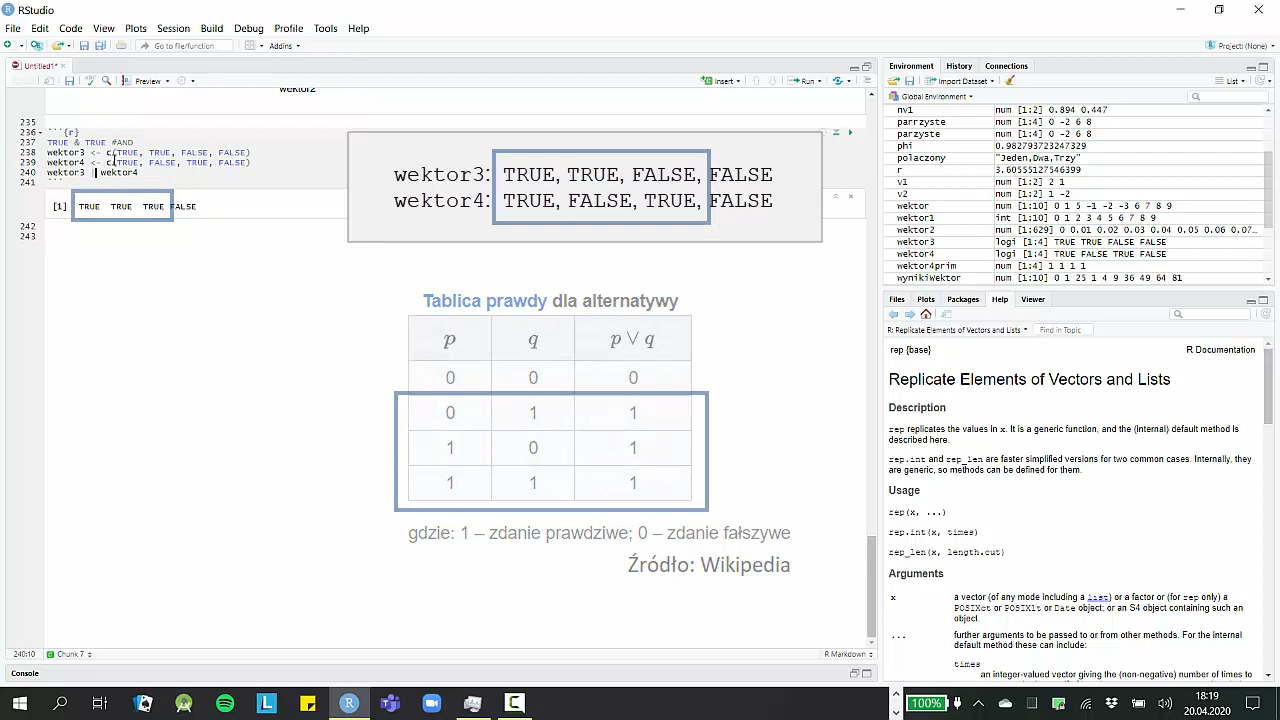 RStudio
File Edit Code View Plots Session Build Debug Profile Tools Help
Go to file/function Addins
Project: (None)
Untitled1*
Preview Insert Run
wektor2
235
236 ```{r}
237 TRUE & TRUE #AND
238 wektor3 <- c(TRUE, TRUE, FALSE, FALSE)
239 wektor4 <- c(TRUE, FALSE, TRUE, FALSE)
240 wektor3 | wektor4
241 ```
[1] TRUE TRUE TRUE FALSE
242
243
wektor3: TRUE, TRUE, FALSE, FALSE
wektor4: TRUE, FALSE, TRUE, FALSE
Tablica prawdy dla alternatywy
p q p ∨ q
0 0 0
0 1 1
1 0 1
1 1 1
gdzie: 1 – zdanie prawdziwe; 0 – zdanie fałszywe
Źródło: Wikipedia
240:10 Chunk 7 R Markdown
Console
Environment History Connections
Import Dataset List
Global Environment
nv1 num [1:2] 0.894 0.447
parrzyste num [1:4] 0 -2 6 8
parzyste num [1:4] 0 -2 6 8
phi 0.982793723247329
polaczony "Jeden,Dwa,Trzy"
r 3.60555127546399
v1 num [1:2] 2 1
v2 num [1:2] 1 -2
wektor num [1:10] 0 1 5 -1 -2 -3 6 7 8 9
wektor1 int [1:10] 0 1 2 3 4 5 6 7 8 9
wektor2 num [1:629] 0 0.01 0.02 0.03 0.04 0.05 0.06 0.07…
wektor3 logi [1:4] TRUE TRUE FALSE FALSE
wektor4 logi [1:4] TRUE FALSE TRUE FALSE
wektor4prim num [1:4] 1 1 1 1
wynikiWektor num [1:10] 0 1 25 1 4 9 36 49 64 81
Files Plots Packages Help Viewer
R: Replicate Elements of Vectors and Lists Find in Topic
rep {base} R Documentation
Replicate Elements of Vectors and Lists
Description
rep replicates the values in x. It is a generic function, and the (internal) default method is
described here.
rep.int and rep_len are faster simplified versions for two common cases. Internally, they
are generic, so methods can be defined for them.
Usage
rep(x, ...)
rep.int(x, times)
rep_len(x, length.out)
Arguments
x a vector (of any mode including a list) or a factor or (for rep only) a
POSIXct or POSIXlt or Date object; or an S4 object containing such an
object.
... further arguments to be passed to or from other methods. For the internal
default method these can include:
times
an integer-valued vector giving the (non-negative) number of times to
100%
18:19
20.04.2020